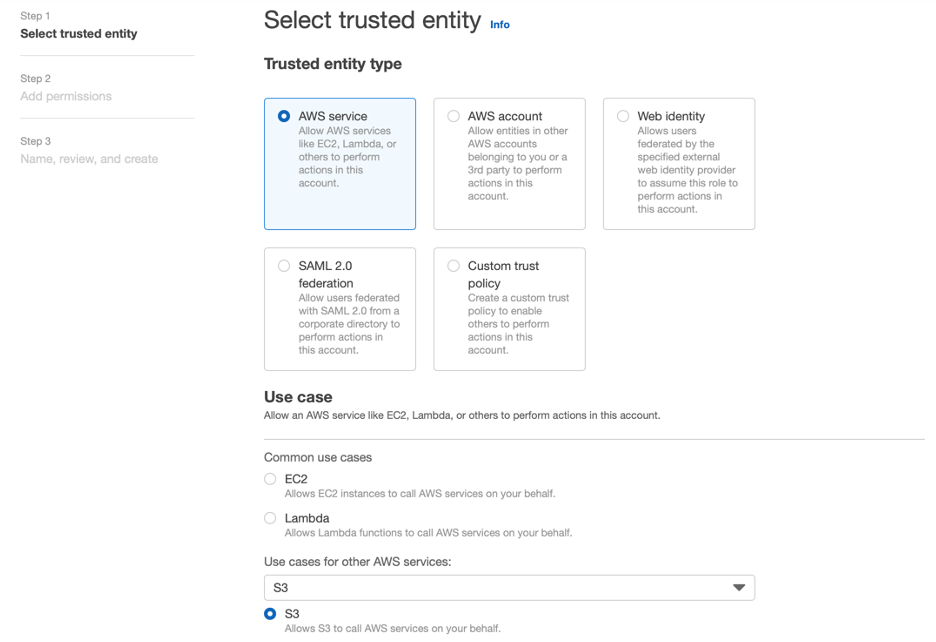 Step 1
Select trusted entity
Step 2
Add permissions
Step 3
Name, review, and create
Select trusted entity Info
Trusted entity type
AWS service
Allow AWS services
like EC2, Lambda, or
others to perform
actions in this
account.
AWS account
Allow entities in other
AWS accounts
belonging to you or a
3rd party to perform
actions in this
account.
Web identity
Allows users
federated by the
specified external
web identity provider
to assume this role to
perform actions in
this account.
SAML 2.0
federation
Allow users federated
with SAML 2.0 from a
corporate directory to
perform actions in
this account.
Custom trust
policy
Create a custom trust
policy to enable
others to perform
actions in this
account.
Use case
Allow an AWS service like EC2, Lambda, or others to perform actions in this account.
Common use cases
EC2
Allows EC2 instances to call AWS services on your behalf.
Lambda
Allows Lambda functions to call AWS services on your behalf.
Use cases for other AWS services:
S3
S3
Allows S3 to call AWS services on your behalf.